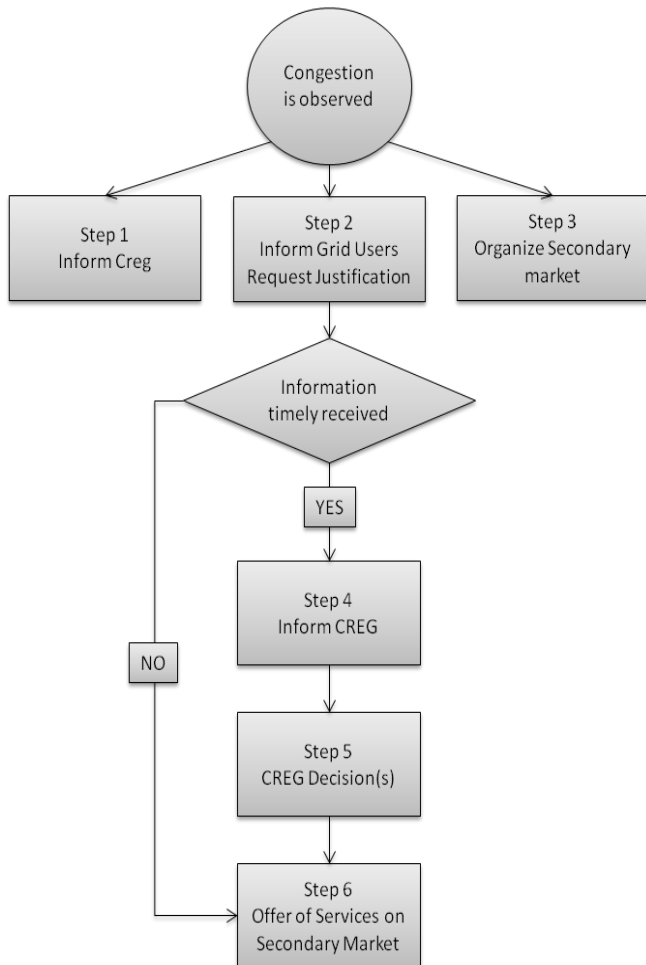 Congestion
is observed
Step 1
Inform Creg
Step 2
Inform Grid Users
Request Justification
Step 3
Organize Secondary
market
Information
timely received
YES
Step 4
Inform CREG
NO
Step 5
CREG Decision(s)
Step 6
Offer of Services on
Secondary Market